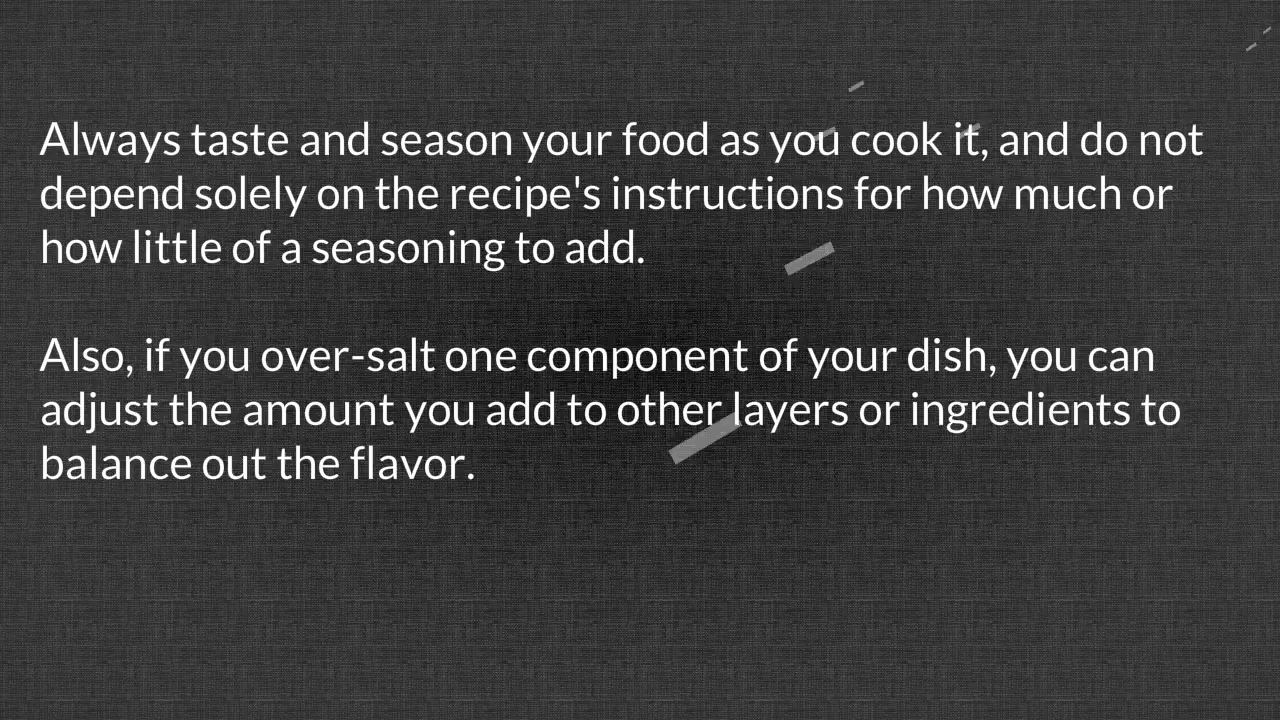 Always taste and season your food as you cook it, and do not
depend solely on the recipe's instructions for how much or
how little of a seasoning to add.
Also, if you over-salt one component of your dish, you can
adjust the amount you add to other layers or ingredients to
balance out the flavor.